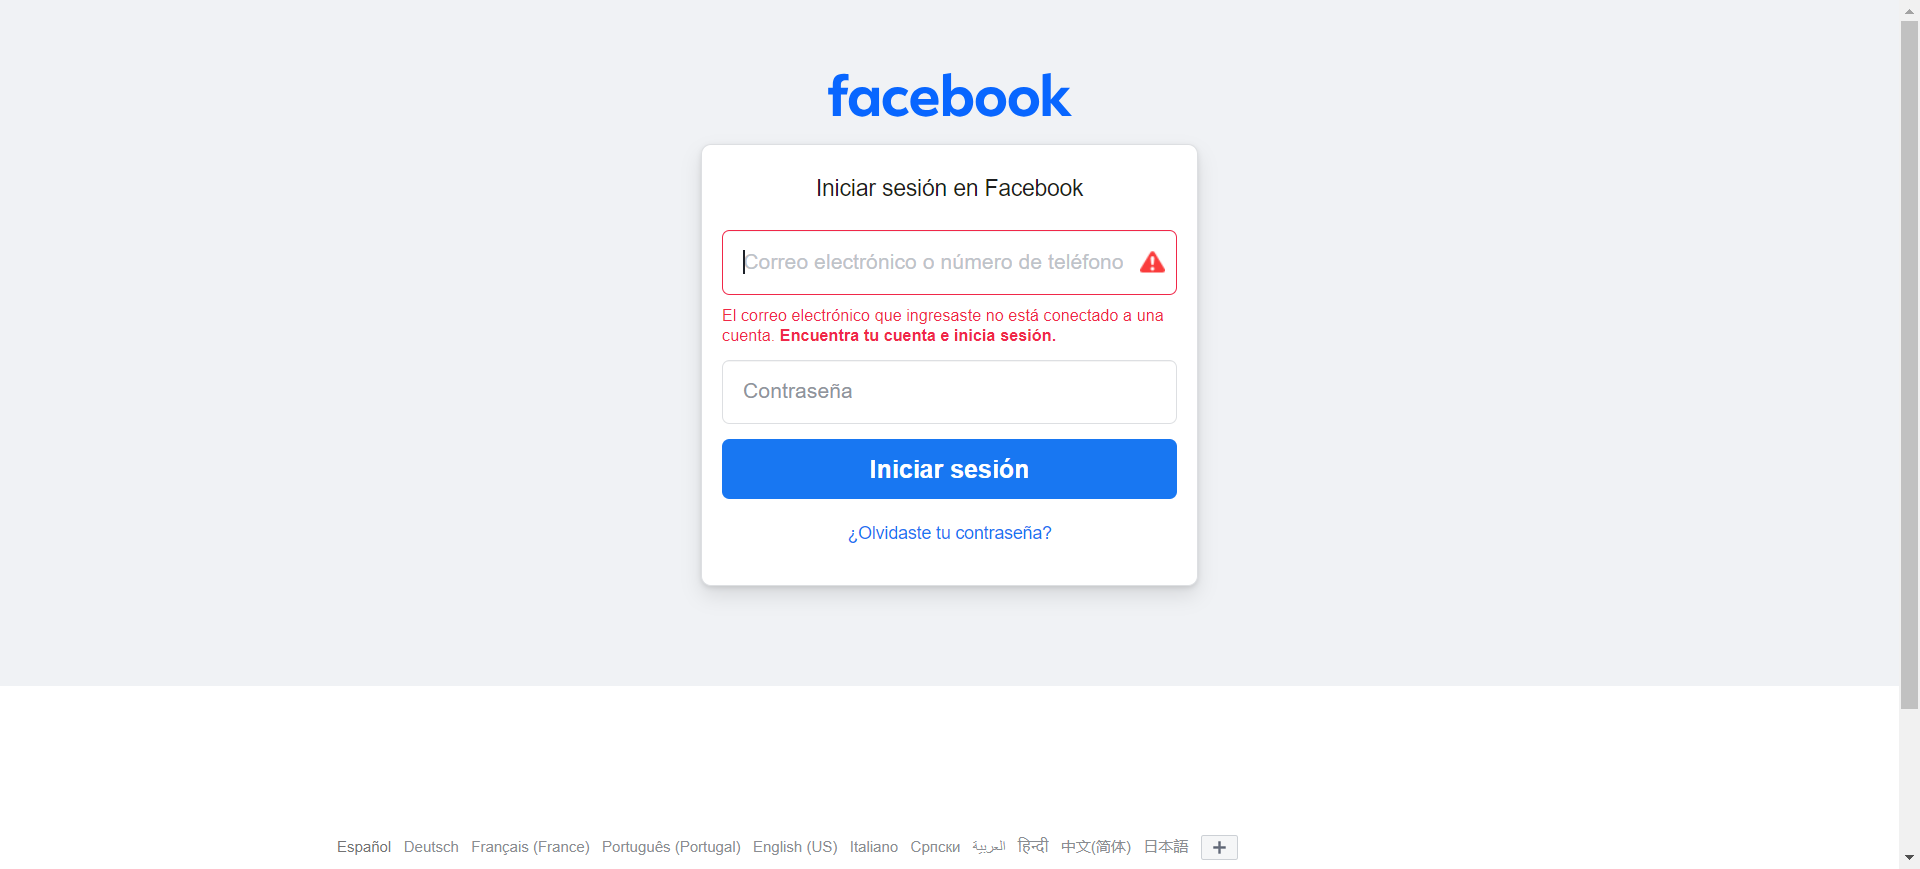 facebook
Iniciar sesión en Facebook
Correo electrónico o número de teléfono
El correo electrónico que ingresaste no está conectado a una
cuenta. Encuentra tu cuenta e inicia sesión.
Contraseña
Iniciar sesión
¿Olvidaste tu contraseña?
Español Deutsch Français (France) Português (Portugal) English (US) Italiano Српски العربية हिन्दी 中文(简体) 日本語 +